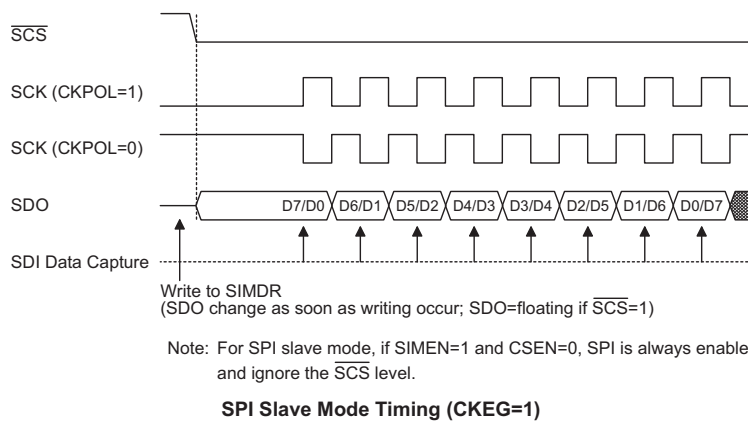 SCS
SCK (CKPOL=1)
SCK (CKPOL=0)
SDO
D7/D0 D6/D1 D5/D2 D4/D3 D3/D4 D2/D5 D1/D6 D0/D7
SDI Data Capture
Write to SIMDR
(SDO change as soon as writing occur; SDO=floating if SCS=1)
Note: For SPI slave mode, if SIMEN=1 and CSEN=0, SPI is always enable
and ignore the SCS level.
SPI Slave Mode Timing (CKEG=1)